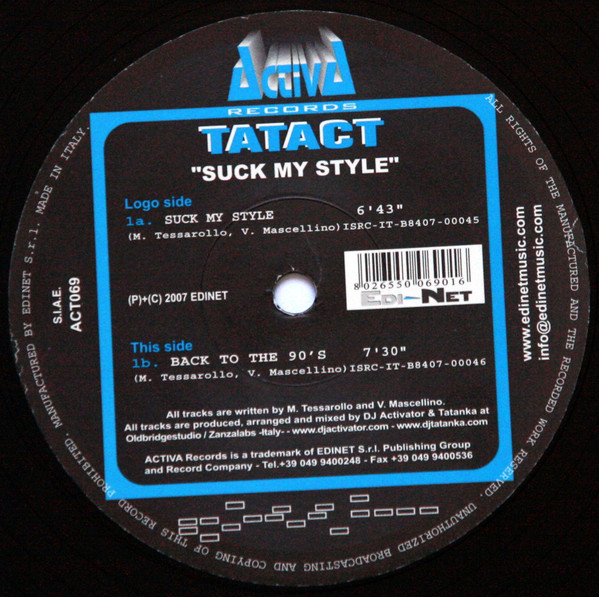 ACTIVA
RECORDS
TATACT
"SUCK MY STYLE"
Logo side
1a. SUCK MY STYLE 6'43"
(M. Tessarollo, V. Mascellino)ISRC-IT-B8407-00045
8026550069016
EDI-NET
(P)+(C) 2007 EDINET
This side
1b. BACK TO THE 90'S 7'30"
(M. Tessarollo, V. Mascellino)ISRC-IT-B8407-00046
All tracks are written by M. Tessarollo and V. Mascellino.
All tracks are produced, arranged and mixed by DJ Activator & Tatanka at
Oldbridgestudio / Zanzalabs -Italy- - www.djactivator.com - www.djtatanka.com
ACTIVA Records is a trademark of EDINET S.r.l. Publishing Group
and Record Company - Tel.+39 049 9400248 - Fax +39 049 9400536
S.I.A.E.
ACT069
www.edinetmusic.com
info@edinetmusic.com
ALL RIGHTS OF THE MANUFACTURED AND THE RECORDED WORK RESERVED. UNAUTHORIZED BROADCASTING AND COPYING OF THIS RECORD PROHIBITED. MANUFACTURED BY EDINET S.r.l. MADE IN ITALY.